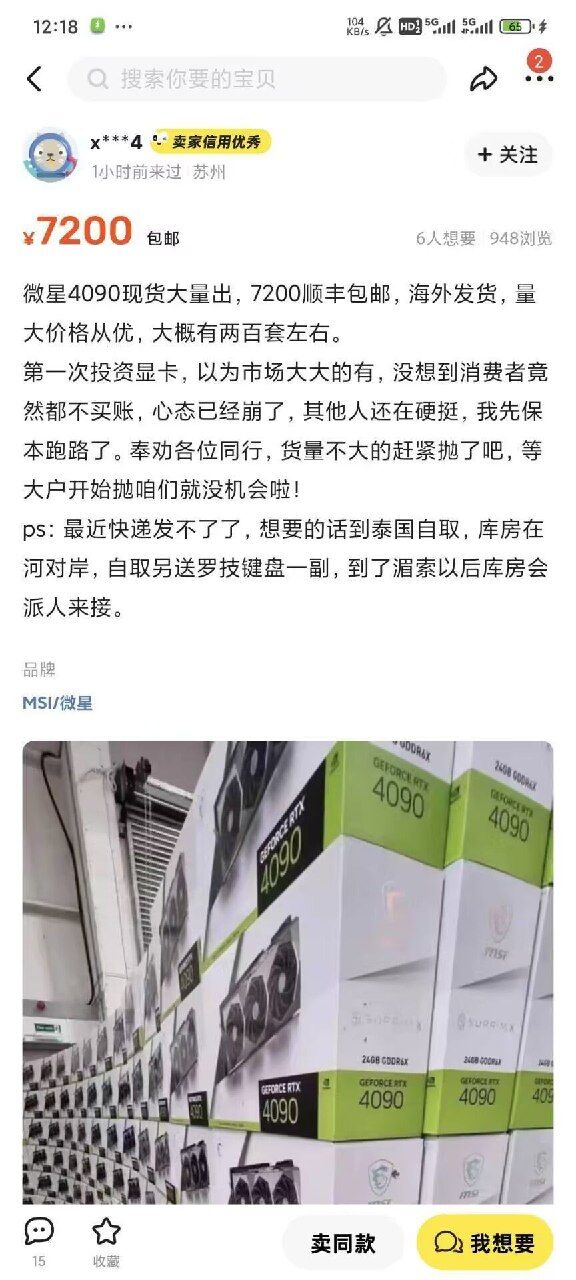 12:18
104 KB/s HD 5G 5G 65
搜索你要的宝贝
2
x***4 卖家信用优秀
1小时前来过 苏州
+ 关注
¥7200 包邮
6人想要 948浏览
微星4090现货大量出，7200顺丰包邮，海外发货，量
大价格从优，大概有两百套左右。
第一次投资显卡，以为市场大大的有，没想到消费者竟
然都不买账，心态已经崩了，其他人还在硬挺，我先保
本跑路了。奉劝各位同行，货量不大的赶紧抛了吧，等
大户开始抛咱们就没机会啦！
ps：最近快递发不了了，想要的话到泰国自取，库房在
河对岸，自取另送罗技键盘一副，到了湄索以后库房会
派人来接。
品牌
MSI/微星
GEFORCE RTX
4090
24GB GDDR6X
GEFORCE RTX
4090
GEFORCE RTX
4090
4090
msi
SUPRIM X
24GB GDDR6X
24GB GDDR6X
GEFORCE RTX
4090
GEFORCE RTX
4090
GEFORCE RTX
4090
4090
msi
15
收藏
卖同款
我想要